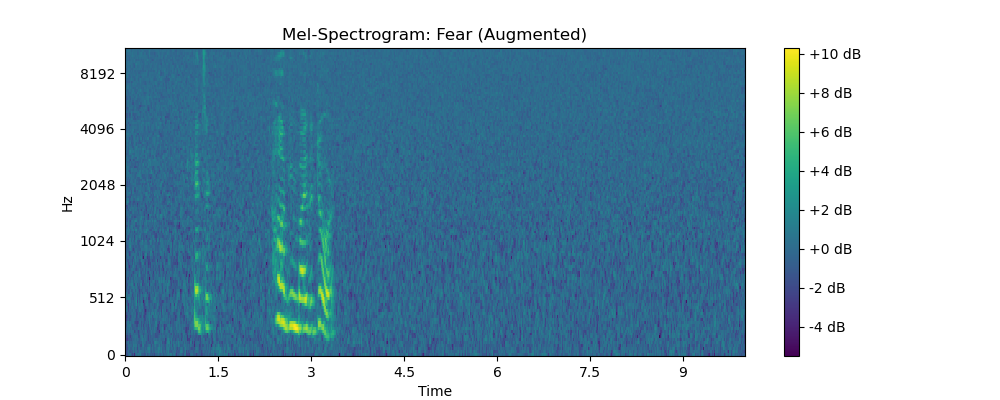 Mel-Spectrogram: Fear (Augmented)
Hz
8192
4096
2048
1024
512
0
0 1.5 3 4.5 6 7.5 9
Time
+10 dB
+8 dB
+6 dB
+4 dB
+2 dB
+0 dB
-2 dB
-4 dB